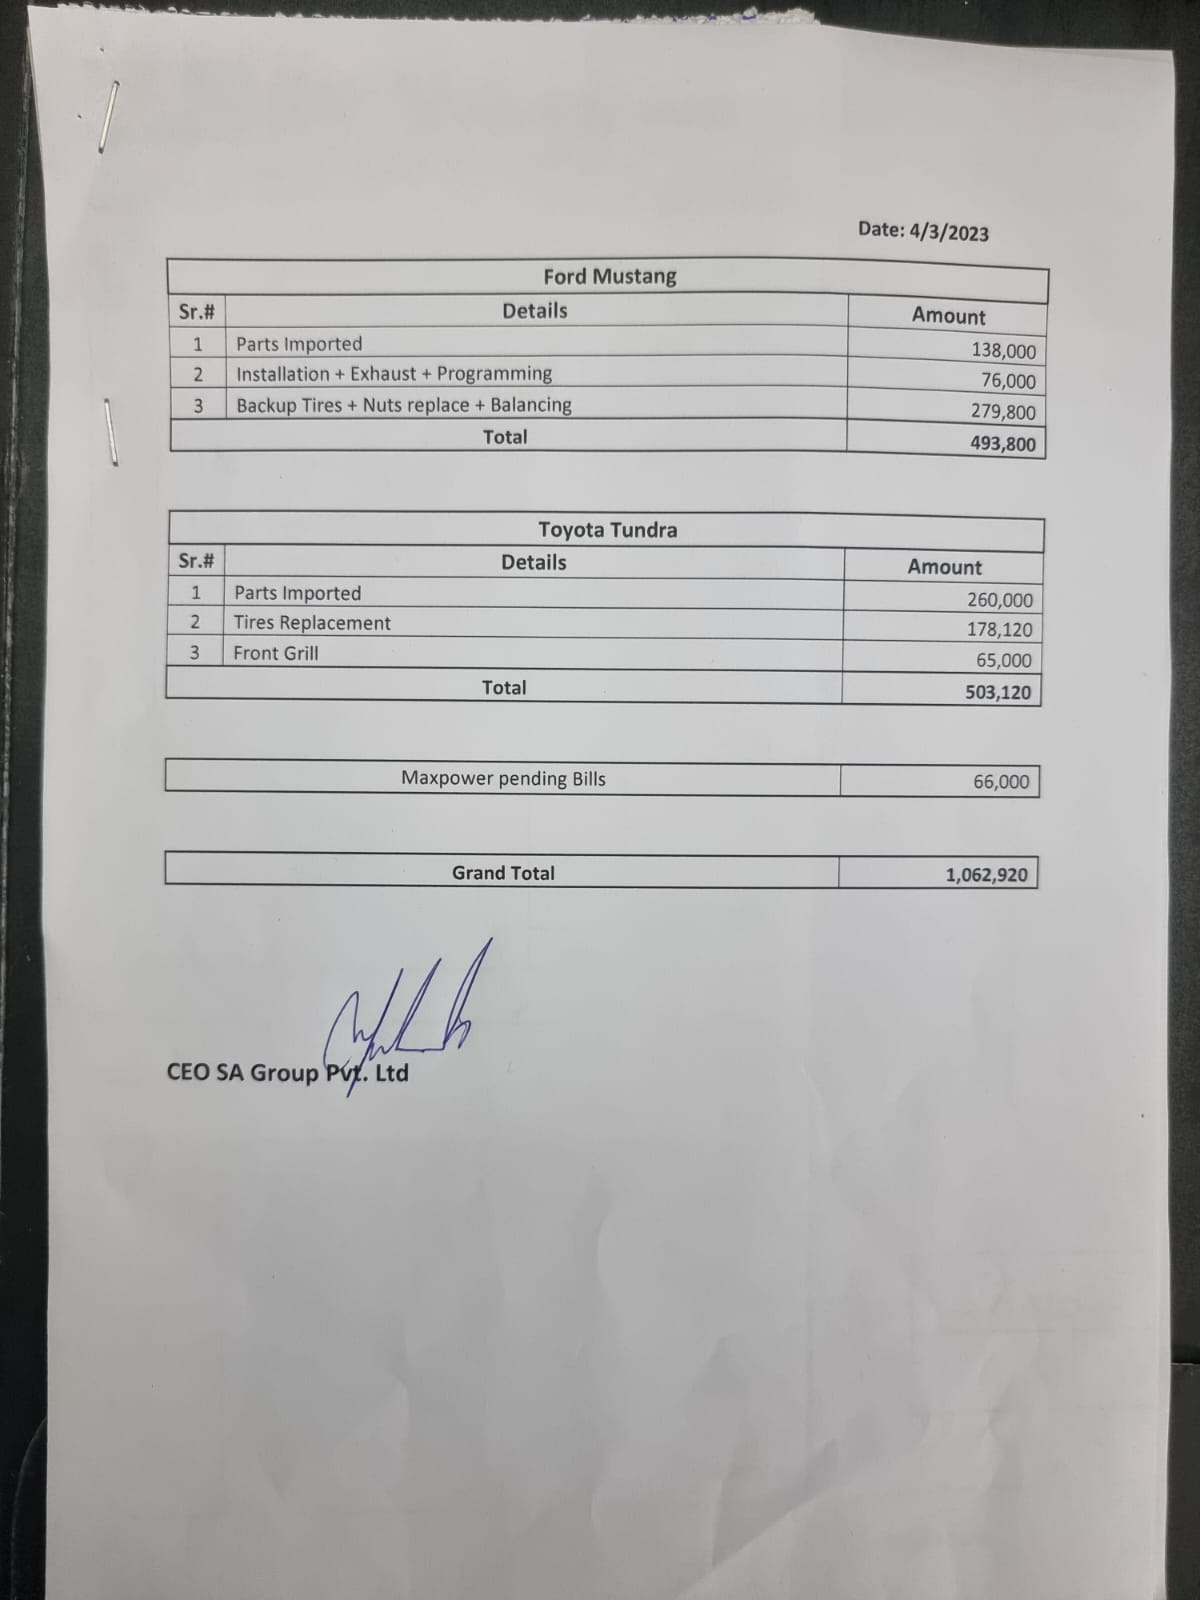 Date: 4/3/2023
Ford Mustang
Sr.# Details Amount
1 Parts Imported 138,000
2 Installation + Exhaust + Programming 76,000
3 Backup Tires + Nuts replace + Balancing 279,800
Total 493,800
Toyota Tundra
Sr.# Details Amount
1 Parts Imported 260,000
2 Tires Replacement 178,120
3 Front Grill 65,000
Total 503,120
Maxpower pending Bills 66,000
Grand Total 1,062,920
CEO SA Group Pvt. Ltd